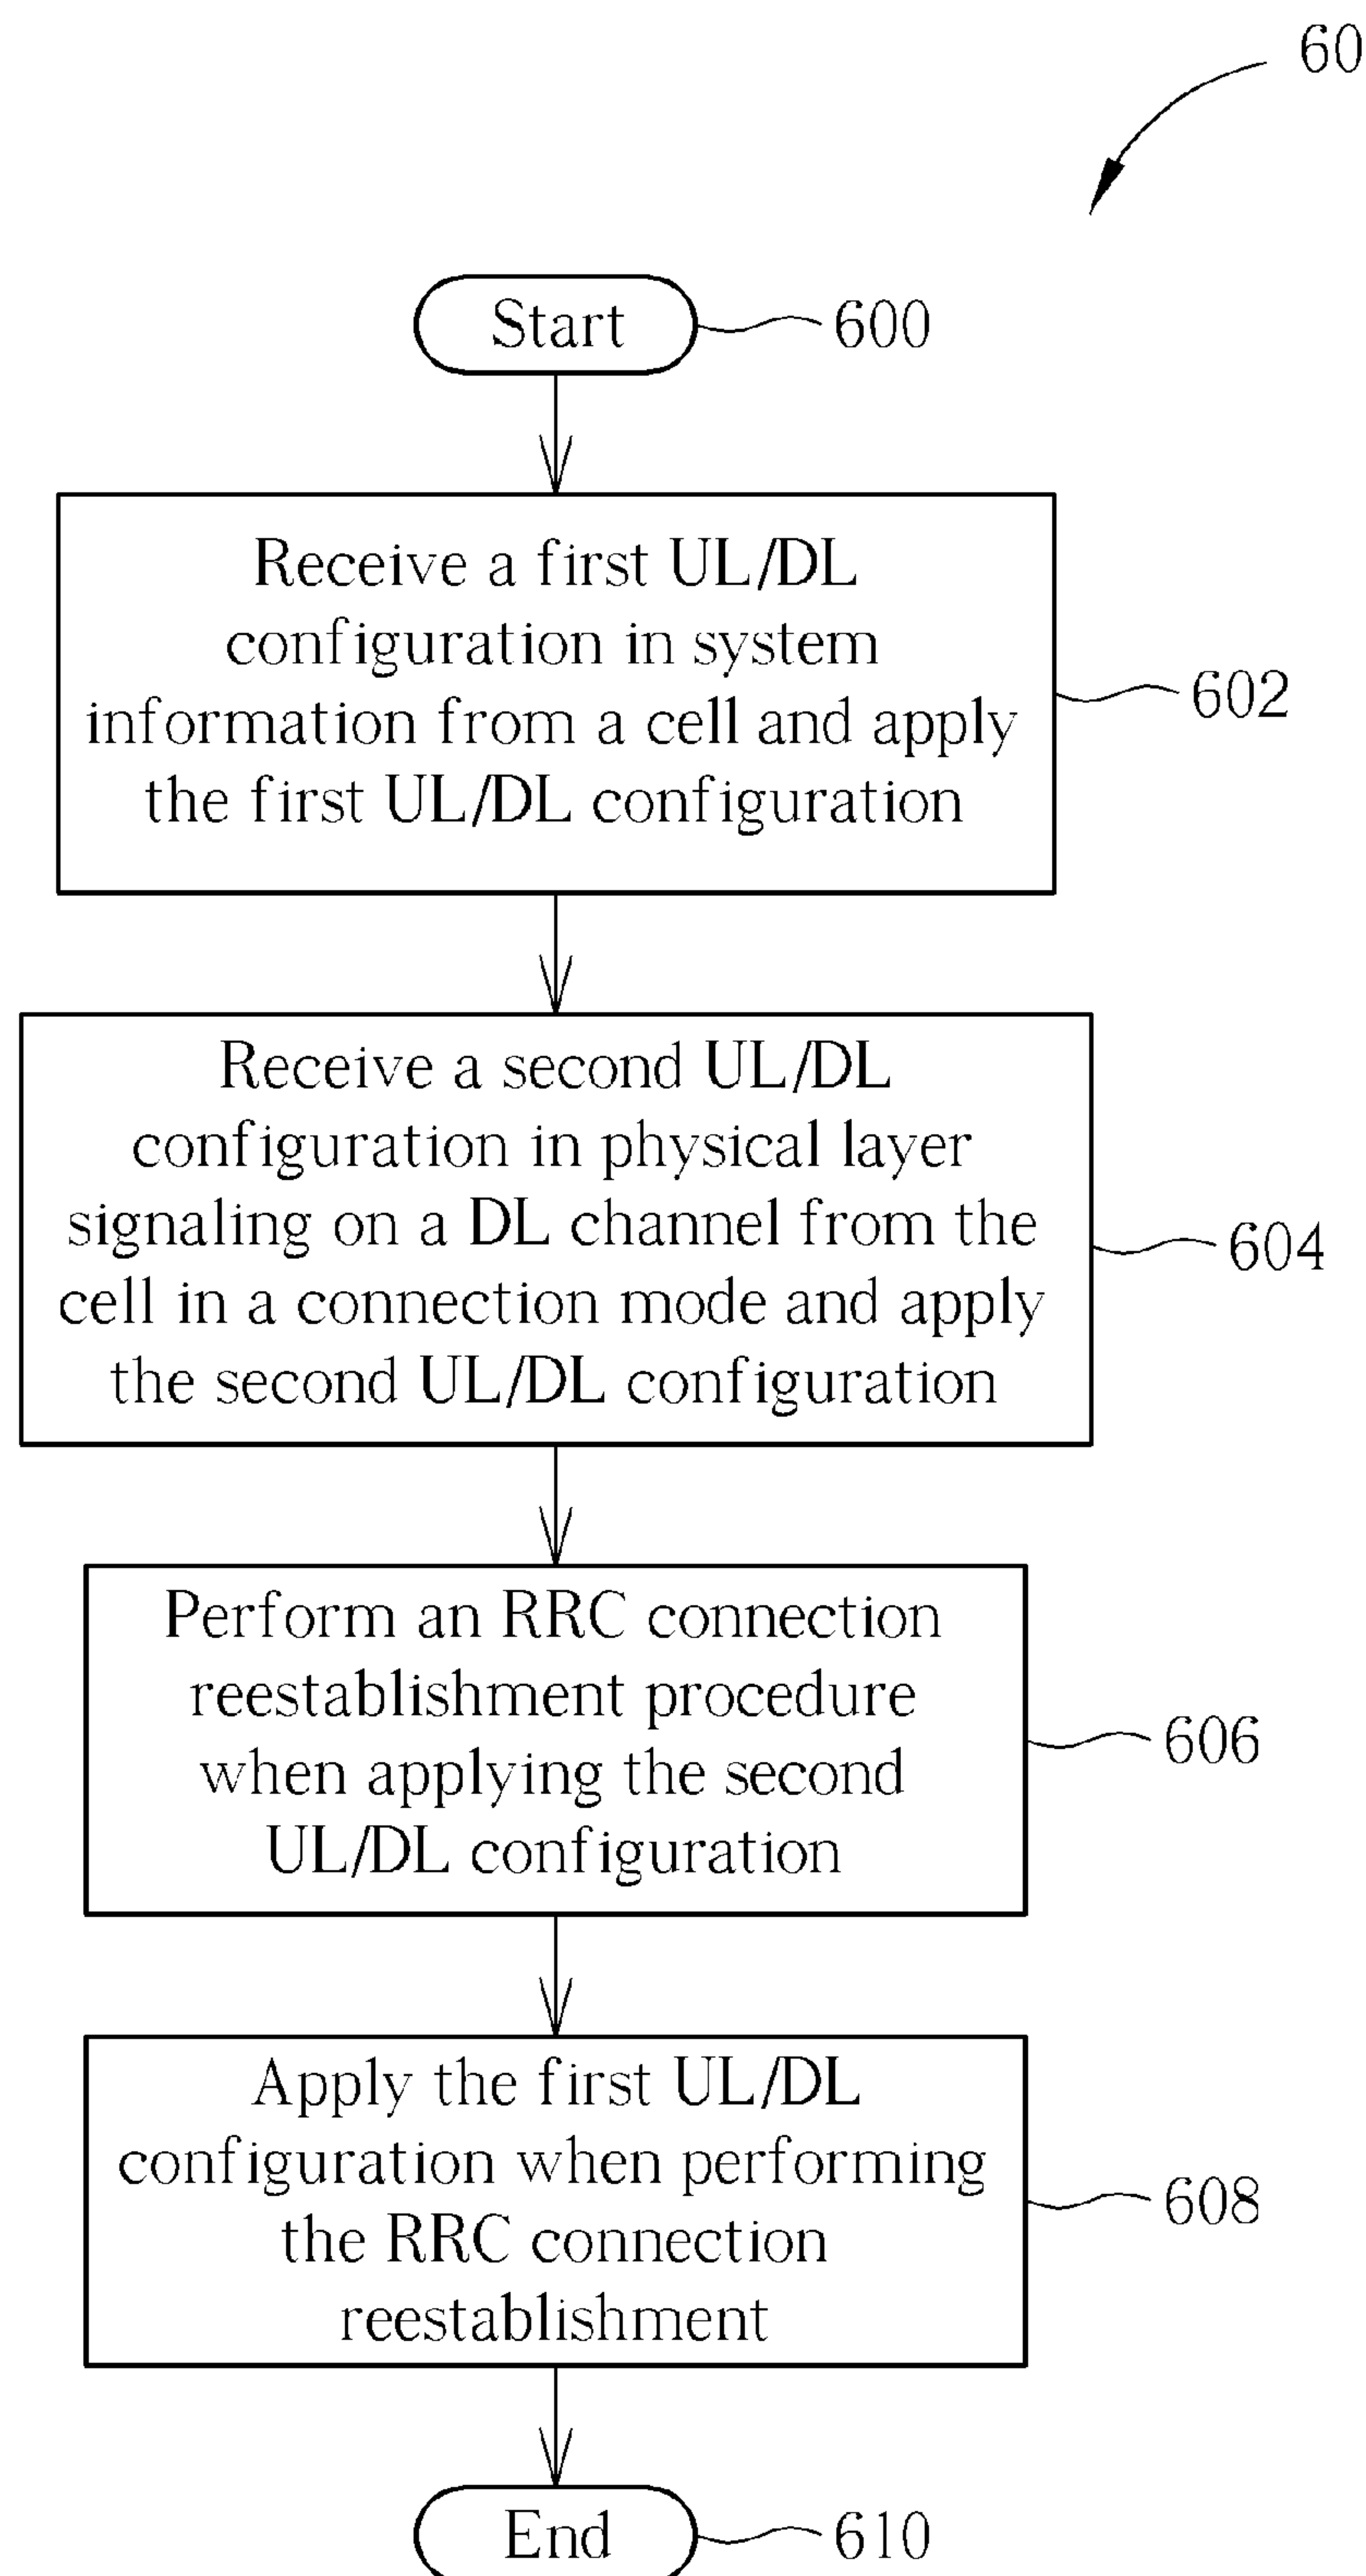 60
Start
600
Receive a first UL/DL
configuration in system
information from a cell and apply
the first UL/DL configuration
602
Receive a second UL/DL
configuration in physical layer
signaling on a DL channel from the
cell in a connection mode and apply
the second UL/DL configuration
604
Perform an RRC connection
reestablishment procedure
when applying the second
UL/DL configuration
606
Apply the first UL/DL
configuration when performing
the RRC connection
reestablishment
608
End
610